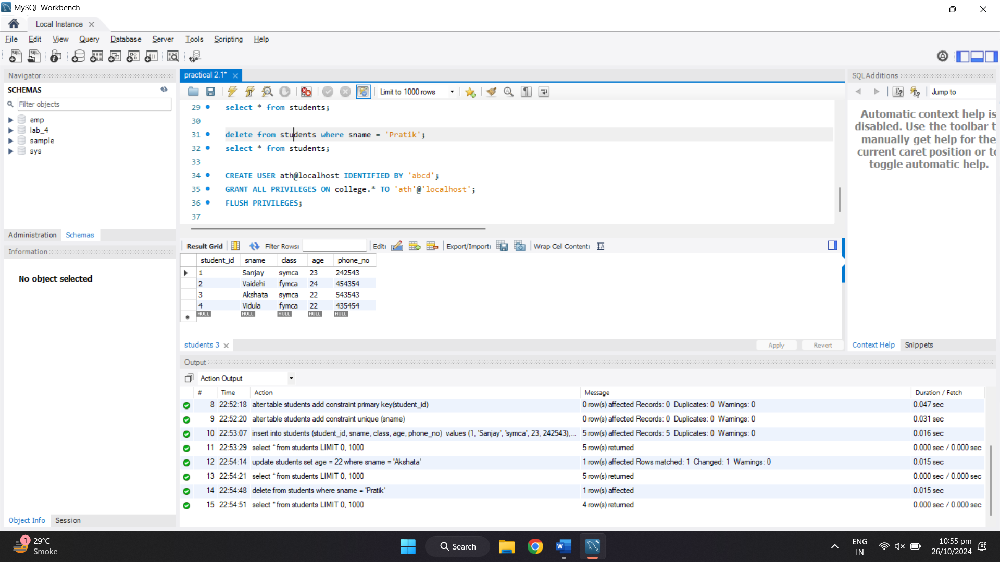 MySQL Workbench
Local Instance
File Edit View Query Database Server Tools Scripting Help
Navigator
SCHEMAS
Filter objects
emp
lab_4
sample
sys
Administration Schemas
Information
No object selected
Object Info Session
practical 2.1*
Limit to 1000 rows
29 select * from students;
30
31 delete from students where sname = 'Pratik';
32 select * from students;
33
34 CREATE USER ath@localhost IDENTIFIED BY 'abcd';
35 GRANT ALL PRIVILEGES ON college.* TO 'ath'@'localhost';
36 FLUSH PRIVILEGES;
37
Result Grid Filter Rows: Edit: Export/Import: Wrap Cell Content:
student_id sname class age phone_no
1 Sanjay symca 23 242543
2 Vaidehi fymca 24 454354
3 Akshata symca 22 543543
4 Vidula fymca 22 435454
NULL NULL NULL NULL NULL
students 3
Apply Revert
SQLAdditions
Jump to
Automatic context help is
disabled. Use the toolbar t
manually get help for the
current caret position or to
toggle automatic help.
Context Help Snippets
Output
Action Output
# Time Action Message Duration / Fetch
8 22:52:18 alter table students add constraint primary key(student_id) 0 row(s) affected Records: 0 Duplicates: 0 Warnings: 0 0.047 sec
9 22:52:20 alter table students add constraint unique (sname) 0 row(s) affected Records: 0 Duplicates: 0 Warnings: 0 0.031 sec
10 22:53:07 insert into students (student_id, sname, class, age, phone_no) values (1, 'Sanjay', 'symca', 23, 242543),... 5 row(s) affected Records: 5 Duplicates: 0 Warnings: 0 0.016 sec
11 22:53:29 select * from students LIMIT 0, 1000 5 row(s) returned 0.000 sec / 0.000 sec
12 22:54:14 update students set age = 22 where sname = 'Akshata' 1 row(s) affected Rows matched: 1 Changed: 1 Warnings: 0 0.015 sec
13 22:54:21 select * from students LIMIT 0, 1000 5 row(s) returned 0.000 sec / 0.000 sec
14 22:54:48 delete from students where sname = 'Pratik' 1 row(s) affected 0.015 sec
15 22:54:51 select * from students LIMIT 0, 1000 4 row(s) returned 0.000 sec / 0.000 sec
1
29°C
Smoke
Search
ENG
IN
10:55 pm
26/10/2024